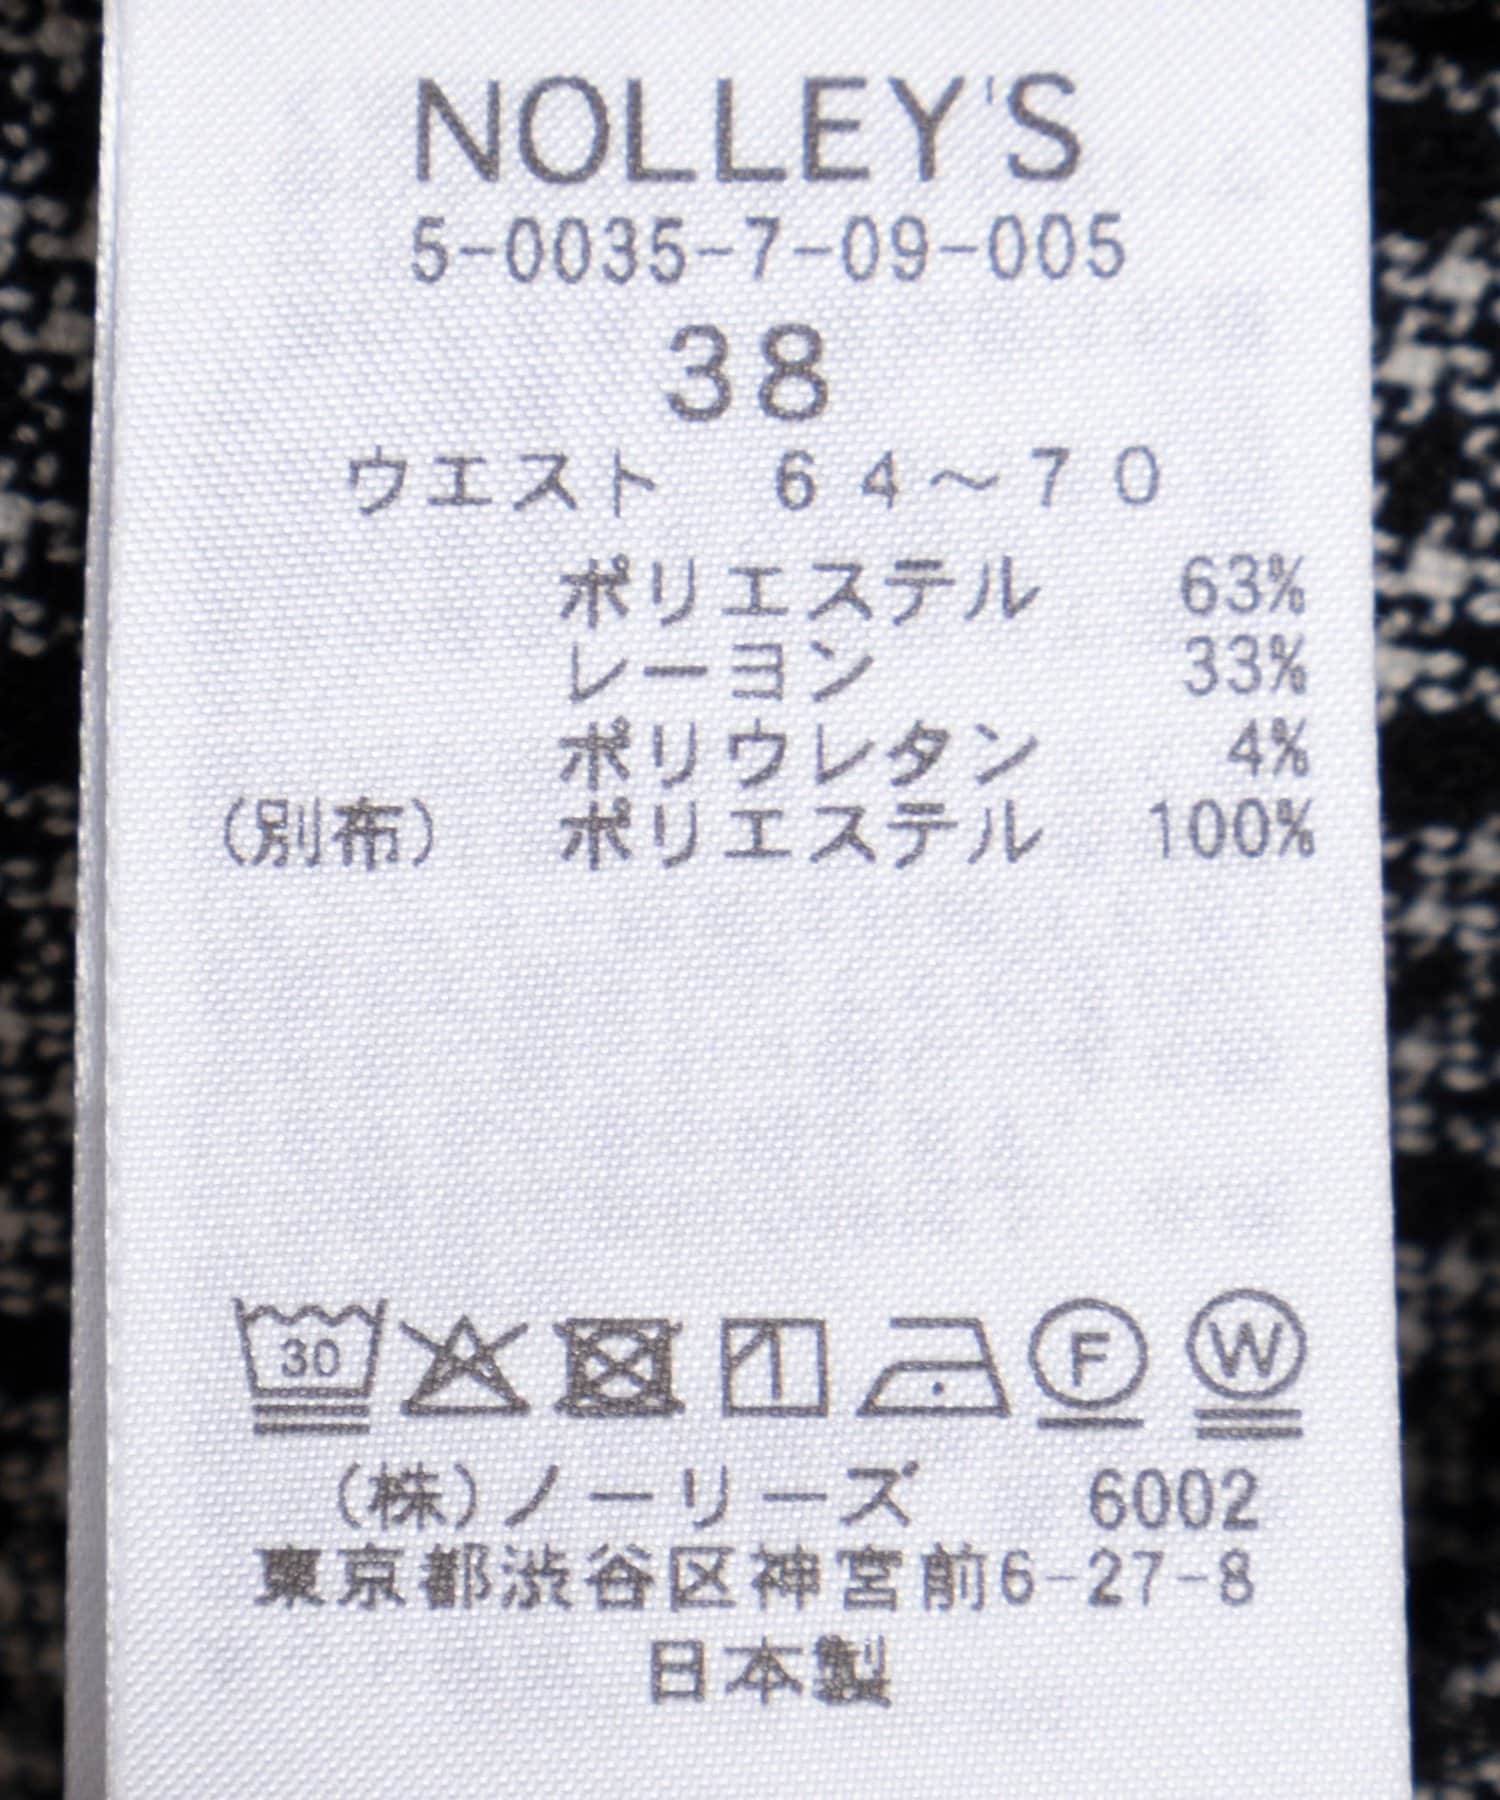 NOLLEY'S
5-0035-7-09-005
38
ウエスト 64～70
ポリエステル 63%
レーヨン 33%
ポリウレタン 4%
(別布) ポリエステル 100%
30 F W
(株)ノーリーズ 6002
東京都渋谷区神宮前6-27-8
日本製